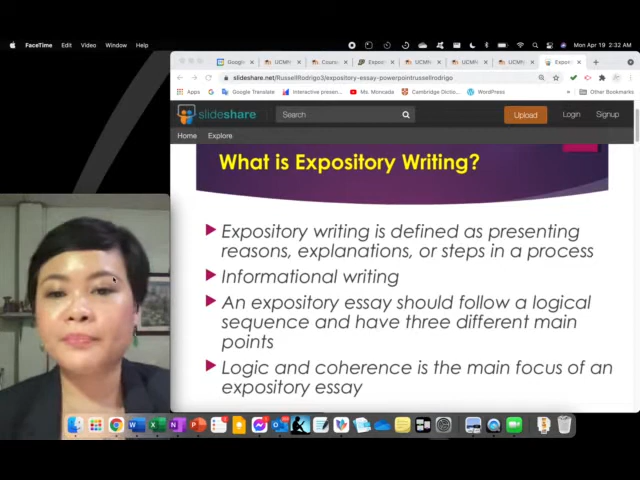 FaceTime Edit Video Window Help
Mon Apr 19 2:32 AM
slideshare.net/RussellRodrigo3/expository-essay-powerpointrussellrodrigo
Apps Google Translate Interactive presen... Ms. Moncada Cambridge Dictio... WordPress Other Bookmarks
slideshare Search Upload Login Signup
Home Explore
What is Expository Writing?
Expository writing is defined as presenting
reasons, explanations, or steps in a process
Informational writing
An expository essay should follow a logical
sequence and have three different main
points
Logic and coherence is the main focus of an
expository essay